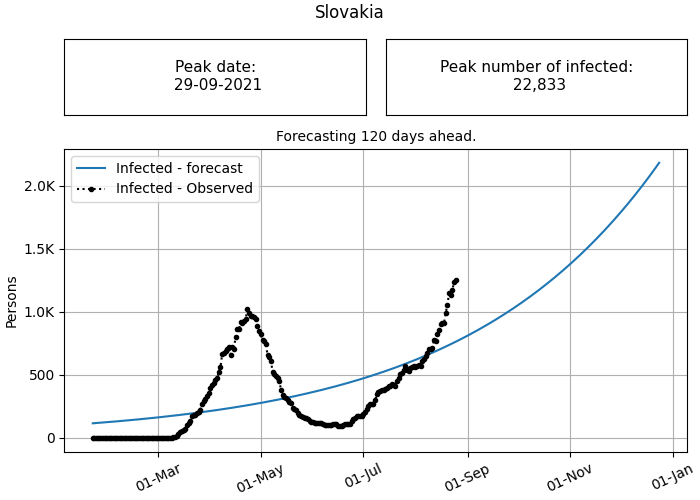 Slovakia
Peak date:
29-09-2021
Peak number of infected:
22,833
Forecasting 120 days ahead.
Infected - forecast
Infected - Observed
2.0K
1.5K
1.0K
500
0
Persons
01-Mar
01-May
01-Jul
01-Sep
01-Nov
01-Jan